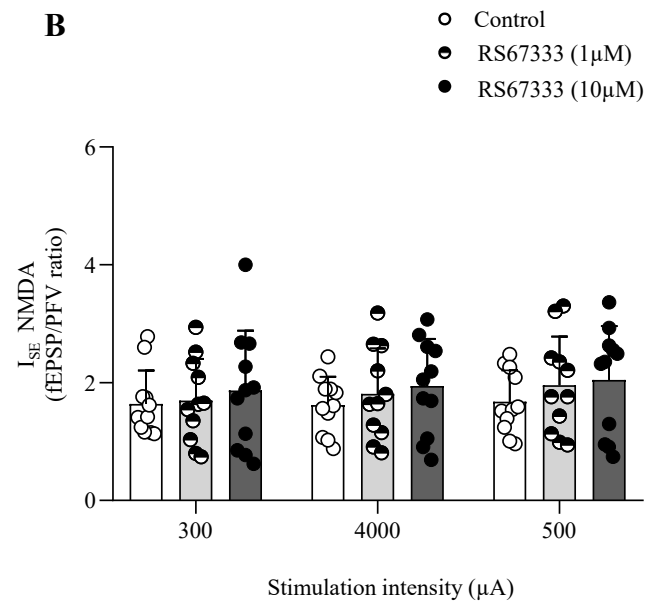 B
Control
RS67333 (1µM)
RS67333 (10µM)
I_SE NMDA
(fEPSP/PFV ratio)
6
4
2
0
300
4000
500
Stimulation intensity (µA)